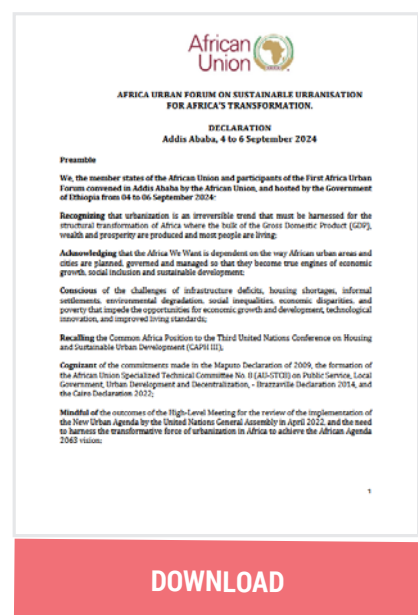 African
Union
AFRICA URBAN FORUM ON SUSTAINABLE URBANISATION
FOR AFRICA'S TRANSFORMATION.
DECLARATION
Addis Ababa, 4 to 6 September 2024
Preamble
We, the member states of the African Union and participants of the First Africa Urban
Forum convened in Addis Ababa by the African Union, and hosted by the Government
of Ethiopia from 04 to 06 September 2024:
Recognizing that urbanization is an irreversible trend that must be harnessed for the
structural transformation of Africa where the bulk of the Gross Domestic Product (GDP),
wealth and prosperity are produced and most people are living;
Acknowledging that the Africa We Want is dependent on the way African urban areas and
cities are planned, governed and managed so that they become true engines of economic
growth, social inclusion and sustainable development;
Conscious of the challenges of infrastructure deficits, housing shortages, informal
settlements, environmental degradation, social inequalities, economic disparities, and
poverty that impede the opportunities for economic growth and development, technological
innovation, and improved living standards;
Recalling the Common Africa Position to the Third United Nations Conference on Housing
and Sustainable Urban Development (CAPH III),
Cognizant of the commitments made in the Maputo Declaration of 2009, the formation of
the African Union Specialized Technical Committee No. 8 (AU-STC8) on Public Service, Local
Government, Urban Development and Decentralization, - Brazzaville Declaration 2014, and
the Cairo Declaration 2022;
Mindful of the outcomes of the High-Level Meeting for the review of the implementation of
the New Urban Agenda by the United Nations General Assembly in April 2022, and the need
to harness the transformative force of urbanization in Africa to achieve the African Agenda
2063 vision;
1
DOWNLOAD